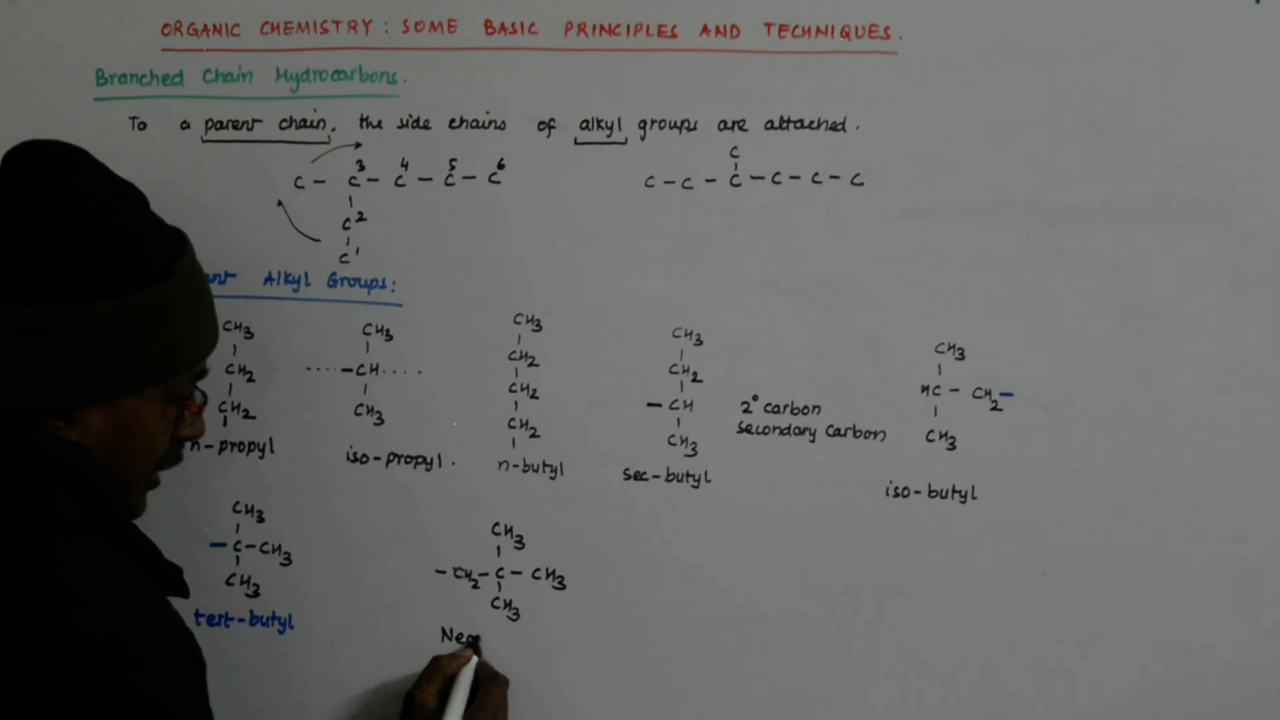 ORGANIC CHEMISTRY: SOME BASIC PRINCIPLES AND TECHNIQUES.
Branched Chain Hydrocarbons.
To a parent chain, the side chains of alkyl groups are attached.
C
C - C3 - C4 - C5 - C6
C - C - C - C - C - C
C2
C1
Alkyl Groups:
CH3 CH3 CH3 CH3 CH3
CH2 ····-CH···· CH2 CH2 HC - CH2-
CH2 CH3 CH2 -CH 2° carbon CH3
n-propyl iso-propyl. CH2 CH3 secondary carbon
n-butyl sec-butyl iso-butyl
CH3 CH3
-C-CH3 -CH2-C-CH3
CH3 CH3
tert-butyl Neo